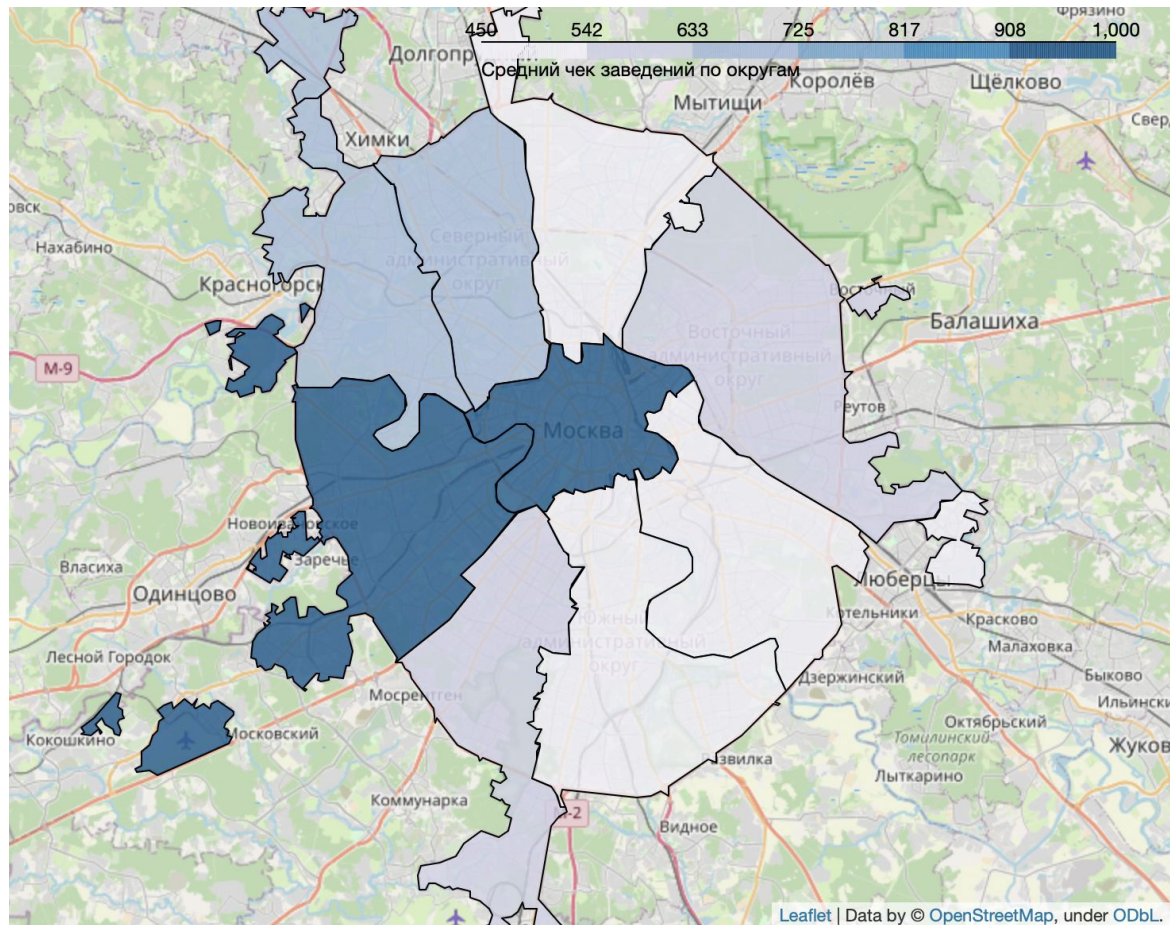 Фрязино
450 542 633 725 817 908 1,000
Средний чек заведений по округам
Долгопр
Королёв
Щёлково
Мытищи
Свер
Химки
овск
Нахабино
Северный
административный
округ
Красногорск
Восточный
Балашиха
Восточный
административный
округ
М-9
Реутов
Москва
Новоивановское
Заречье
Власиха
Одинцово
Люберцы
Котельники
Красково
Малаховка
Южный
административный
округ
Лесной Городок
Дзержинский
Быково
Мосрентген
Ильинск
Октябрьский
Московский
Кокошкино
Томилинский
лесопарк
Жуков
звилка
Лыткарино
Коммунарка
-2
Видное
Leaflet | Data by © OpenStreetMap, under ODbL.